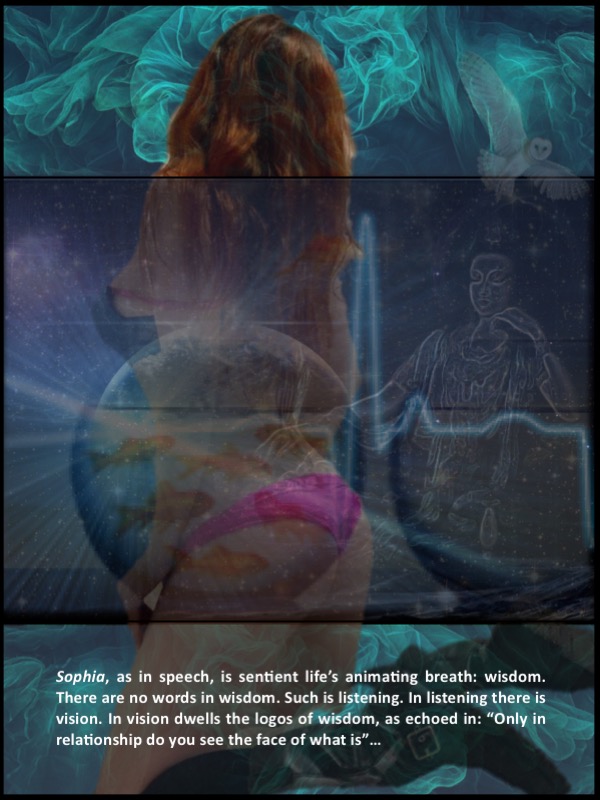 Sophia, as in speech, is sentient life’s animating breath: wisdom.
There are no words in wisdom. Such is listening. In listening there is
vision. In vision dwells the logos of wisdom, as echoed in: “Only in
relationship do you see the face of what is”…